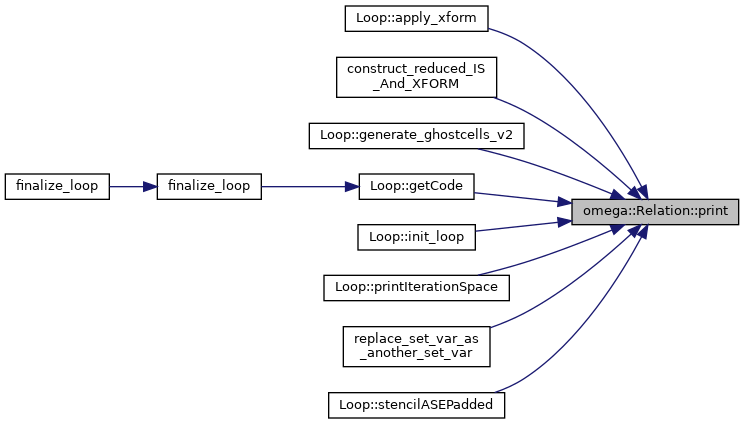 Loop::apply_xform
construct_reduced_IS
_And_XFORM
Loop::generate_ghostcells_v2
finalize_loop
finalize_loop
Loop::getCode
omega::Relation::print
Loop::init_loop
Loop::printIterationSpace
replace_set_var_as
_another_set_var
Loop::stencilASEPadded